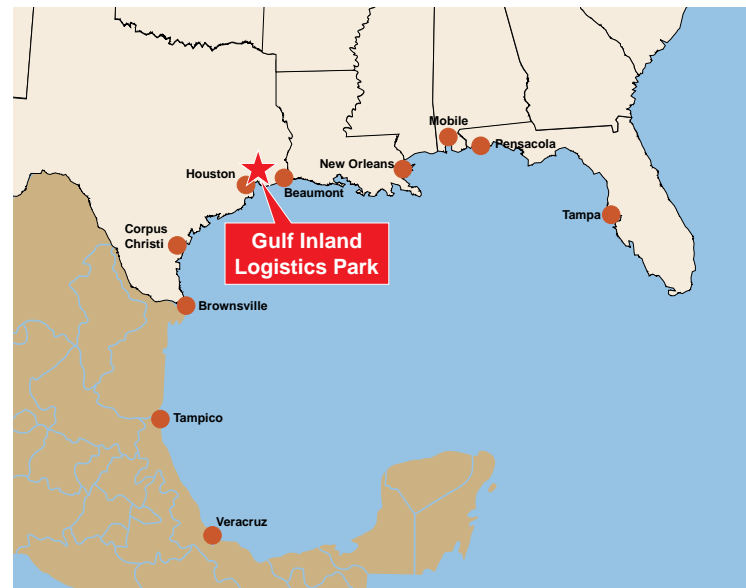 Mobile
Pensacola
New Orleans
Houston
Beaumont
Tampa
Corpus
Christi
Gulf Inland
Logistics Park
Brownsville
Tampico
Veracruz